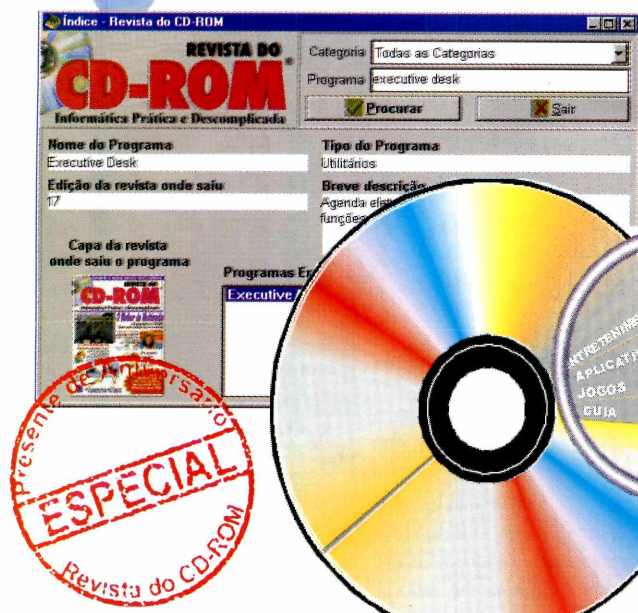 Índice - Revista do CD-ROM
REVISTA DO
CD-ROM®
Informática Prática e Descomplicada
Categoria Todas as Categorias
Programa executive desk
Procurar Sair
Nome do Programa
Executive Desk
Tipo do Programa
Utilitários
Edição da revista onde saiu
17
Breve descrição
Agenda
funções
Capa da revista
onde saiu o programa
Programas
Executive
CD-ROM
Presente de Aniversário
ESPECIAL
Revista do CD-ROM
JOGOS
GUIA